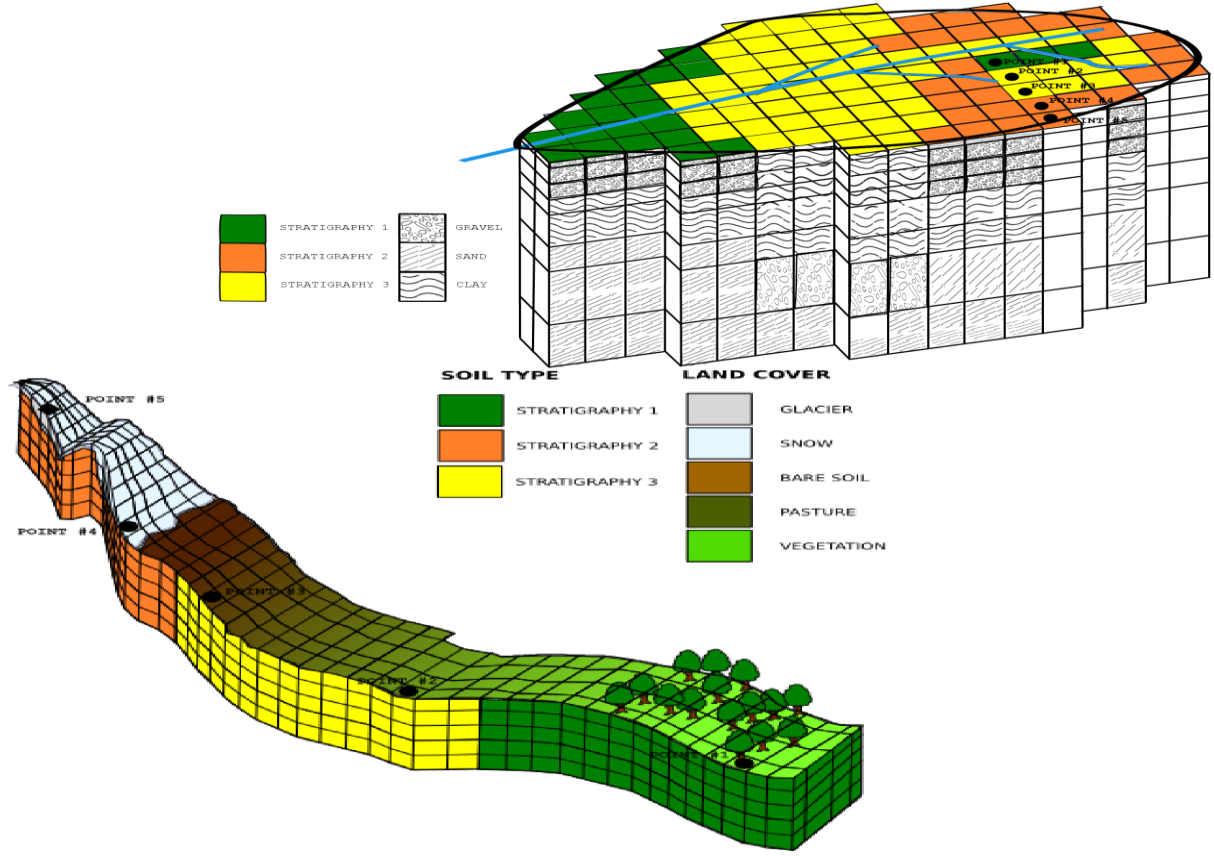 POINT #1
POINT #2
POINT #3
POINT #4
POINT #5
STRATIGRAPHY 1
GRAVEL
STRATIGRAPHY 2
SAND
STRATIGRAPHY 3
CLAY
SOIL TYPE
LAND COVER
STRATIGRAPHY 1
GLACIER
STRATIGRAPHY 2
SNOW
STRATIGRAPHY 3
BARE SOIL
PASTURE
VEGETATION
POINT #5
POINT #4
POINT #3
POINT #2
POINT #1